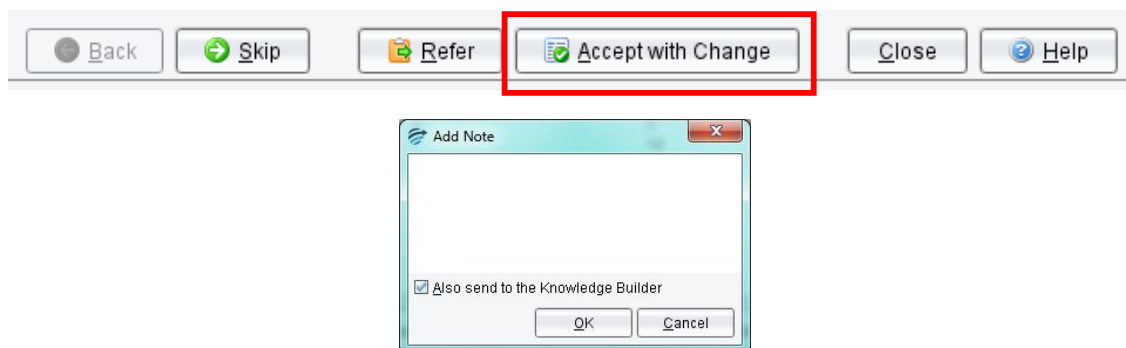 Back Skip Refer Accept with Change Close Help
Add Note
Also send to the Knowledge Builder
OK Cancel